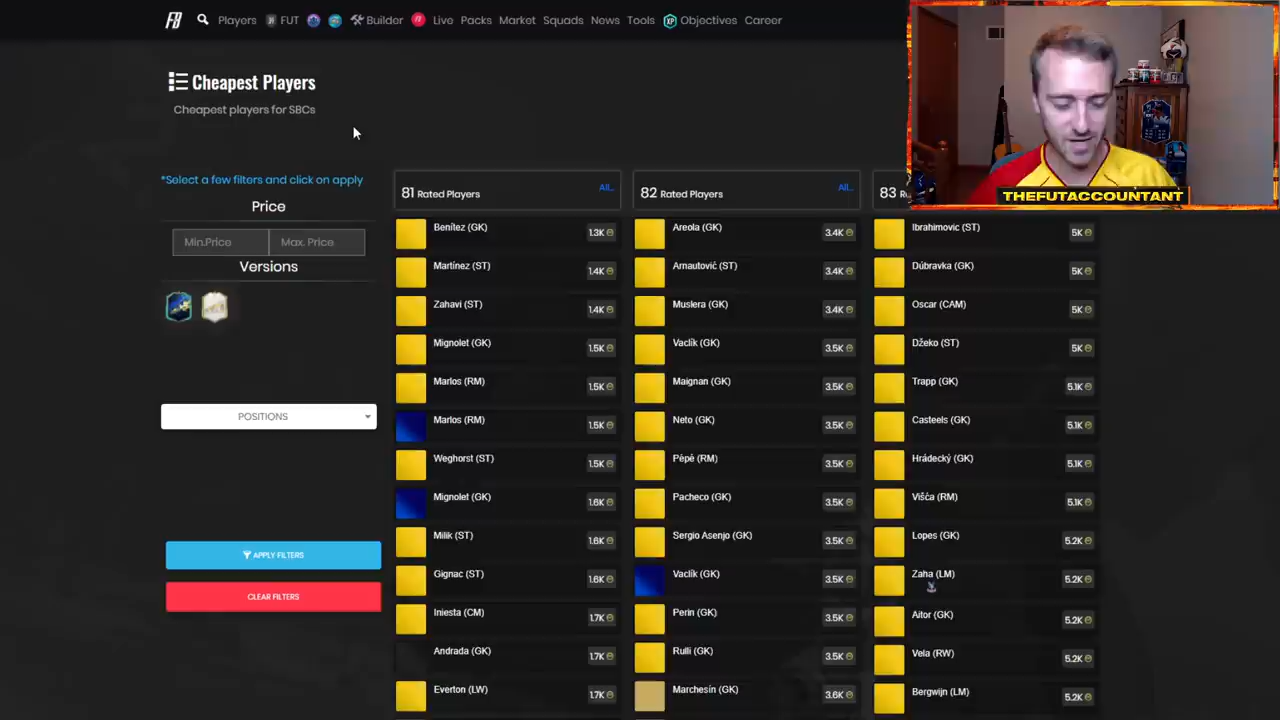 FB Players FUT Builder Live Packs Market Squads News Tools XP Objectives Career
Cheapest Players
Cheapest players for SBCs
*Select a few filters and click on apply
Price
Min.Price Max. Price
Versions
POSITIONS
APPLY FILTERS
CLEAR FILTERS
81 Rated Players All..
Benítez (GK) 1.3K
Martínez (ST) 1.4K
Zahavi (ST) 1.4K
Mignolet (GK) 1.5K
Marlos (RM) 1.5K
Marlos (RM) 1.5K
Weghorst (ST) 1.5K
Mignolet (GK) 1.6K
Milik (ST) 1.6K
Gignac (ST) 1.6K
Iniesta (CM) 1.7K
Andrada (GK) 1.7K
Everton (LW) 1.7K
82 Rated Players All..
Areola (GK) 3.4K
Arnautović (ST) 3.4K
Muslera (GK) 3.4K
Vaclík (GK) 3.5K
Maignan (GK) 3.5K
Neto (GK) 3.5K
Pépé (RM) 3.5K
Pacheco (GK) 3.5K
Sergio Asenjo (GK) 3.5K
Vaclík (GK) 3.5K
Perin (GK) 3.5K
Rulli (GK) 3.5K
Marchesín (GK) 3.6K
83 Ra
Ibrahimovic (ST) 5K
Dúbravka (GK) 5K
Oscar (CAM) 5K
Džeko (ST) 5K
Trapp (GK) 5.1K
Casteels (GK) 5.1K
Hrádecký (GK) 5.1K
Višća (RM) 5.1K
Lopes (GK) 5.2K
Zaha (LM) 5.2K
Aitor (GK) 5.2K
Vela (RW) 5.2K
Bergwijn (LM) 5.2K
THEFUTACCOUNTANT